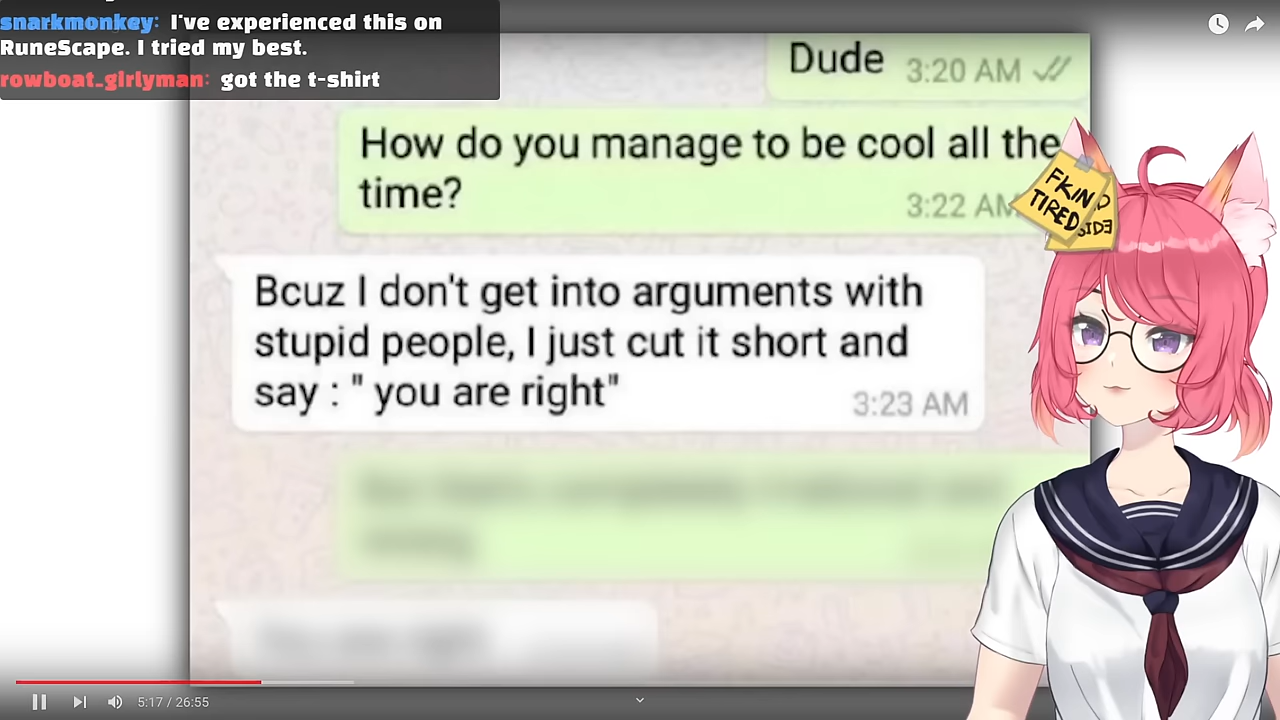 snarkmonkey: I've experienced this on
RuneScape. I tried my best.
rowboat_girlyman: got the t-shirt
Dude 3:20 AM
How do you manage to be cool all the
time?
3:22 AM
FKIN
TIRED
SIDE
Bcuz I don't get into arguments with
stupid people, I just cut it short and
say : " you are right"
3:23 AM
5:17 / 26:55